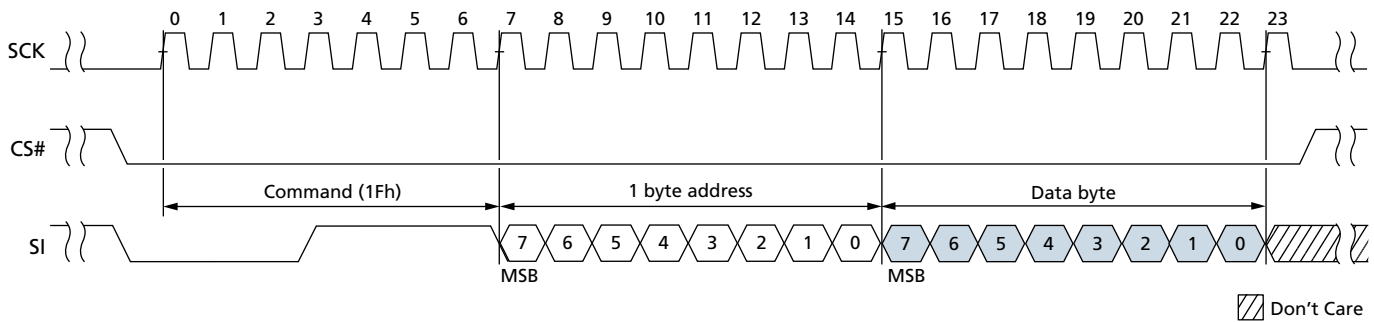 0 1 2 3 4 5 6 7 8 9 10 11 12 13 14 15 16 17 18 19 20 21 22 23
SCK
CS#
Command (1Fh) 1 byte address Data byte
SI 7 6 5 4 3 2 1 0 7 6 5 4 3 2 1 0
MSB MSB
Don't Care